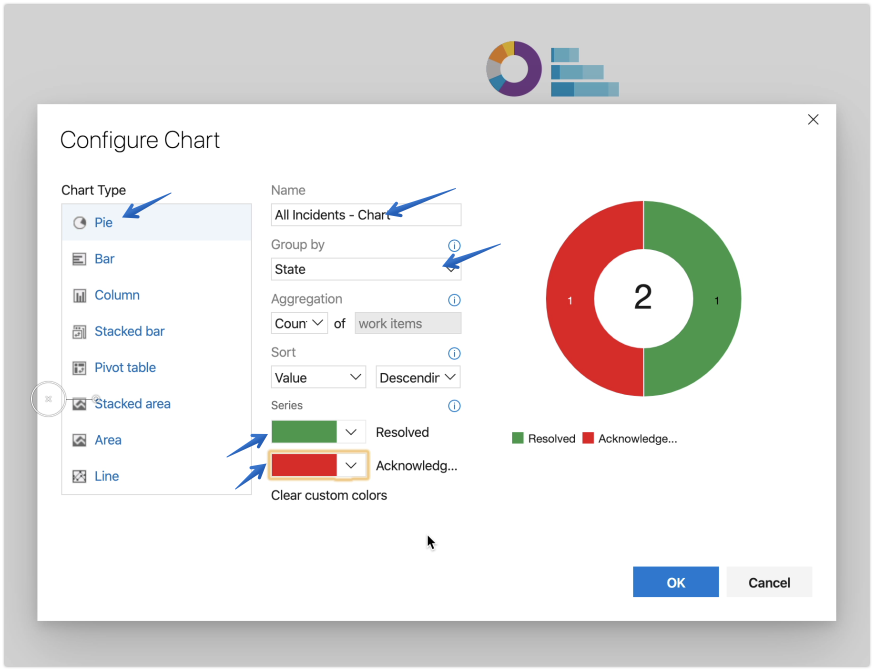 Configure Chart
Chart Type
Pie
Bar
Column
Stacked bar
Pivot table
Stacked area
Area
Line
Name
All Incidents - Chart
Group by
State
Aggregation
Coun of work items
Sort
Value Descendin
Series
Resolved
Acknowledg...
Clear custom colors
1 2 1
Resolved Acknowledge...
OK Cancel